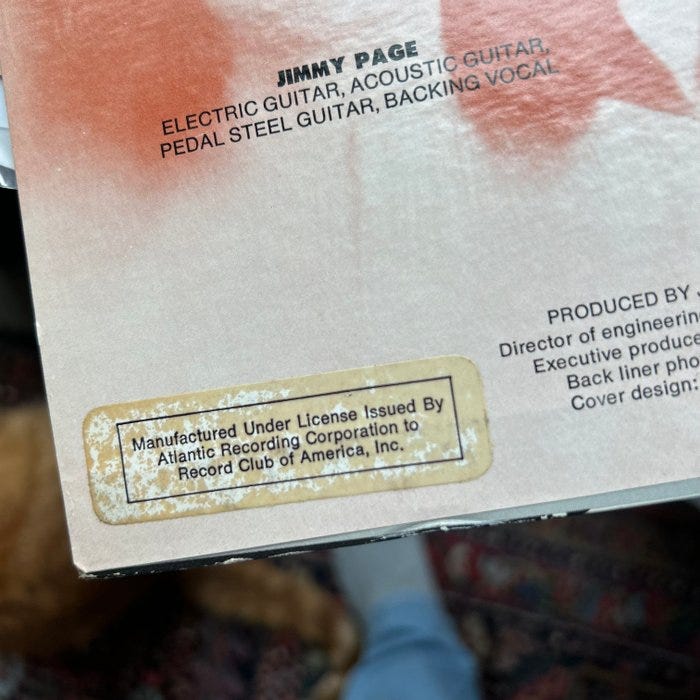 JIMMY PAGE
ELECTRIC GUITAR, ACOUSTIC GUITAR,
PEDAL STEEL GUITAR, BACKING VOCAL
PRODUCED BY
Director of engineering
Executive produce
Back liner pho
Cover design:
Manufactured Under License Issued By
Atlantic Recording Corporation to
Record Club of America, Inc.